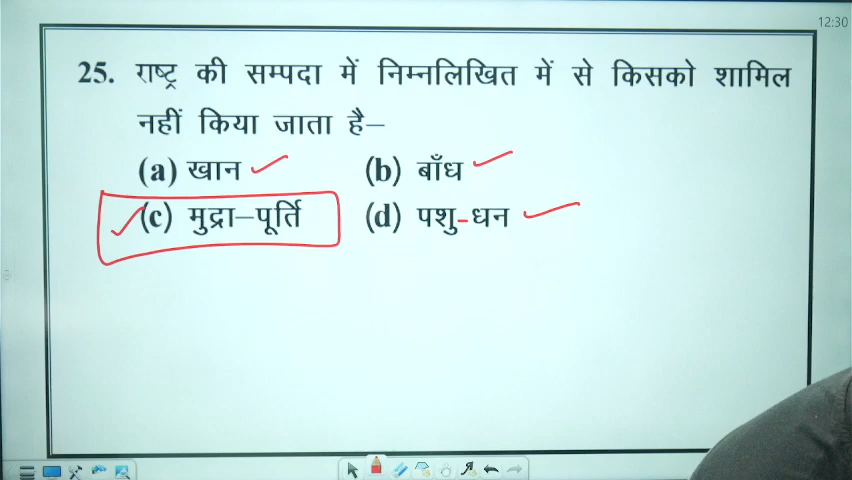 12:30
25. राष्ट्र की सम्पदा में निम्नलिखित में से किसको शामिल
नहीं किया जाता है–
(a) खान (b) बाँध
(c) मुद्रा–पूर्ति (d) पशु-धन